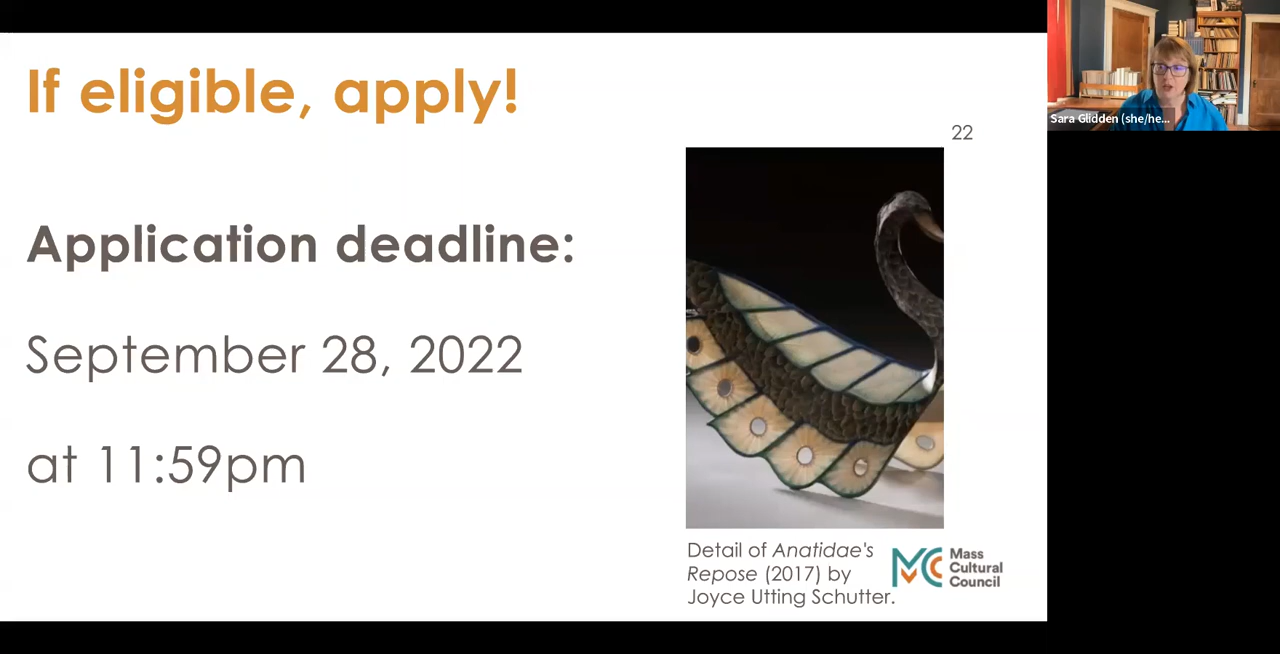 If eligible, apply!
22
Application deadline:
September 28, 2022
at 11:59pm
Detail of Anatidae's
Repose (2017) by
Joyce Utting Schutter.
Mass
Cultural
Council
Sara Glidden (she/he...